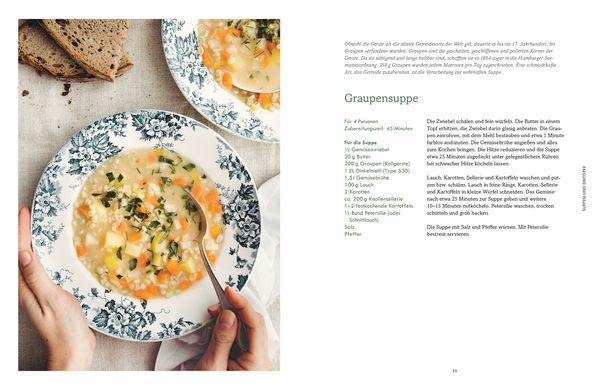 Obwohl die Gerste als die älteste Getreidesorte der Welt gilt, dauerte es bis ins 17. Jahrhundert, bis
Graupen »erfunden« wurden. Graupen sind die geschälten, geschliffenen und polierten Körner der
Gerste. Da sie sättigend und lange haltbar sind, schafften sie es 1864 sogar in die Hamburger See-
mannsordnung: 350 g Graupen wurden jedem Matrosen pro Tag zugeschrieben. Eine schmackhafte
Art, das Getreide zuzubereiten, ist die Verarbeitung zur nahrhaften Suppe.
Graupensuppe
Für 4 Personen
Zubereitungszeit: 45 Minuten
Für die Suppe
½ Gemüsezwiebel
20 g Butter
200 g Graupen (Rollgerste)
1 EL Dinkelmehl (Type 630)
1,5 l Gemüsebrühe
100 g Lauch
2 Karotten
ca. 200 g Knollensellerie
1–2 festkochende Kartoffeln
½ Bund Petersilie (oder
Schnittlauch)
Salz
Pfeffer
Die Zwiebel schälen und fein würfeln. Die Butter in einem
Topf erhitzen, die Zwiebel darin glasig anbraten. Die Grau-
pen einrühren, mit dem Mehl bestäuben und etwa 1 Minute
farblos andünsten. Die Gemüsebrühe angießen und alles
zum Kochen bringen. Die Hitze reduzieren und die Suppe
etwa 25 Minuten zugedeckt unter gelegentlichem Rühren
bei schwacher Hitze köcheln lassen.
Lauch, Karotten, Sellerie und Kartoffeln waschen und put-
zen bzw. schälen. Lauch in feine Ringe, Karotten, Sellerie
und Kartoffeln in kleine Würfel schneiden. Das Gemüse
nach etwa 25 Minuten zur Suppe geben und weitere
10–15 Minuten mitköcheln. Petersilie waschen, trocken
schütteln und grob hacken.
Die Suppe mit Salz und Pfeffer würzen. Mit Petersilie
bestreut servieren.